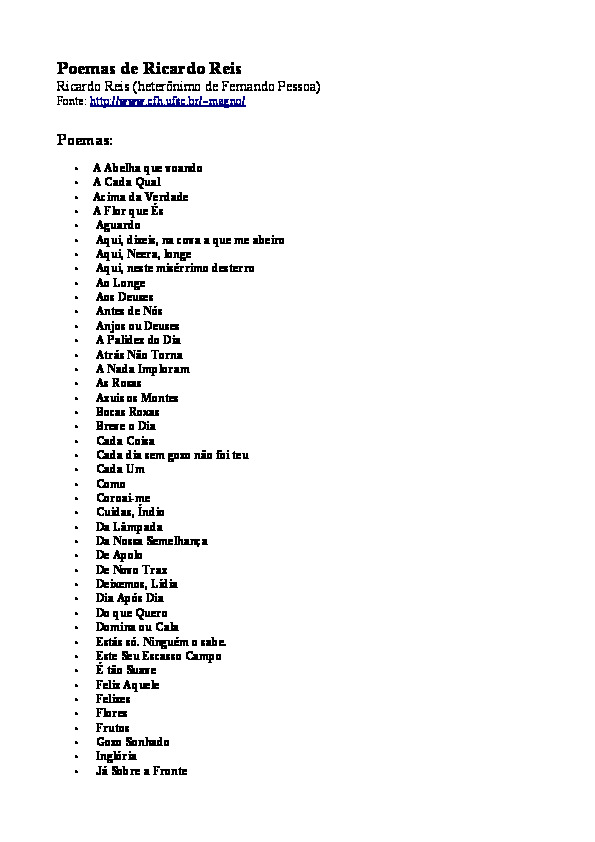 Poemas de Ricardo Reis
Ricardo Reis (heterônimo de Fernando Pessoa)
Fonte: http://www.cfh.ufsc.br/~magno/
Poemas:
• A Abelha que voando
• A Cada Qual
• Acima da Verdade
• A Flor que És
• Aguardo
• Aqui, dizeis, na cova a que me abeiro
• Aqui, Neera, longe
• Aqui, neste misérrimo desterro
• Ao Longe
• Aos Deuses
• Antes de Nós
• Anjos ou Deuses
• A Palidez do Dia
• Atrás Não Torna
• A Nada Imploram
• As Rosas
• Azuis os Montes
• Bocas Roxas
• Breve o Dia
• Cada Coisa
• Cada dia sem gozo não foi teu
• Cada Um
• Como
• Coroai-me
• Cuidas, Índio
• Da Lâmpada
• Da Nossa Semelhança
• De Apolo
• De Novo Traz
• Deixemos, Lídia
• Dia Após Dia
• Do que Quero
• Domina ou Cala
• Estás só. Ninguém o sabe.
• Este Seu Escasso Campo
• É tão Suave
• Feliz Aquele
• Felizes
• Flores
• Frutos
• Gozo Sonhado
• Inglória
• Já Sobre a Fronte